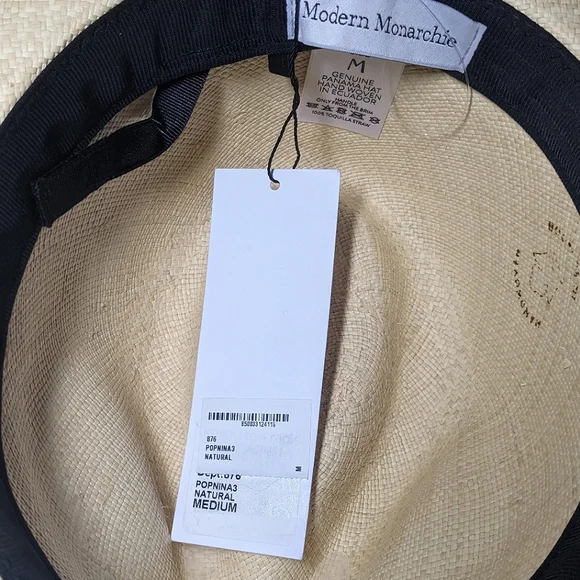 Modern Monarchie
M
GENUINE
PANAMA HAT
HAND WOVEN
IN ECUADOR
HANDLE
ONLY FROM THE BRIM
100% TOQUILLA STRAW
876
POPNINA3
NATURAL
M
Dept:876
POPNINA3
NATURAL
MEDIUM